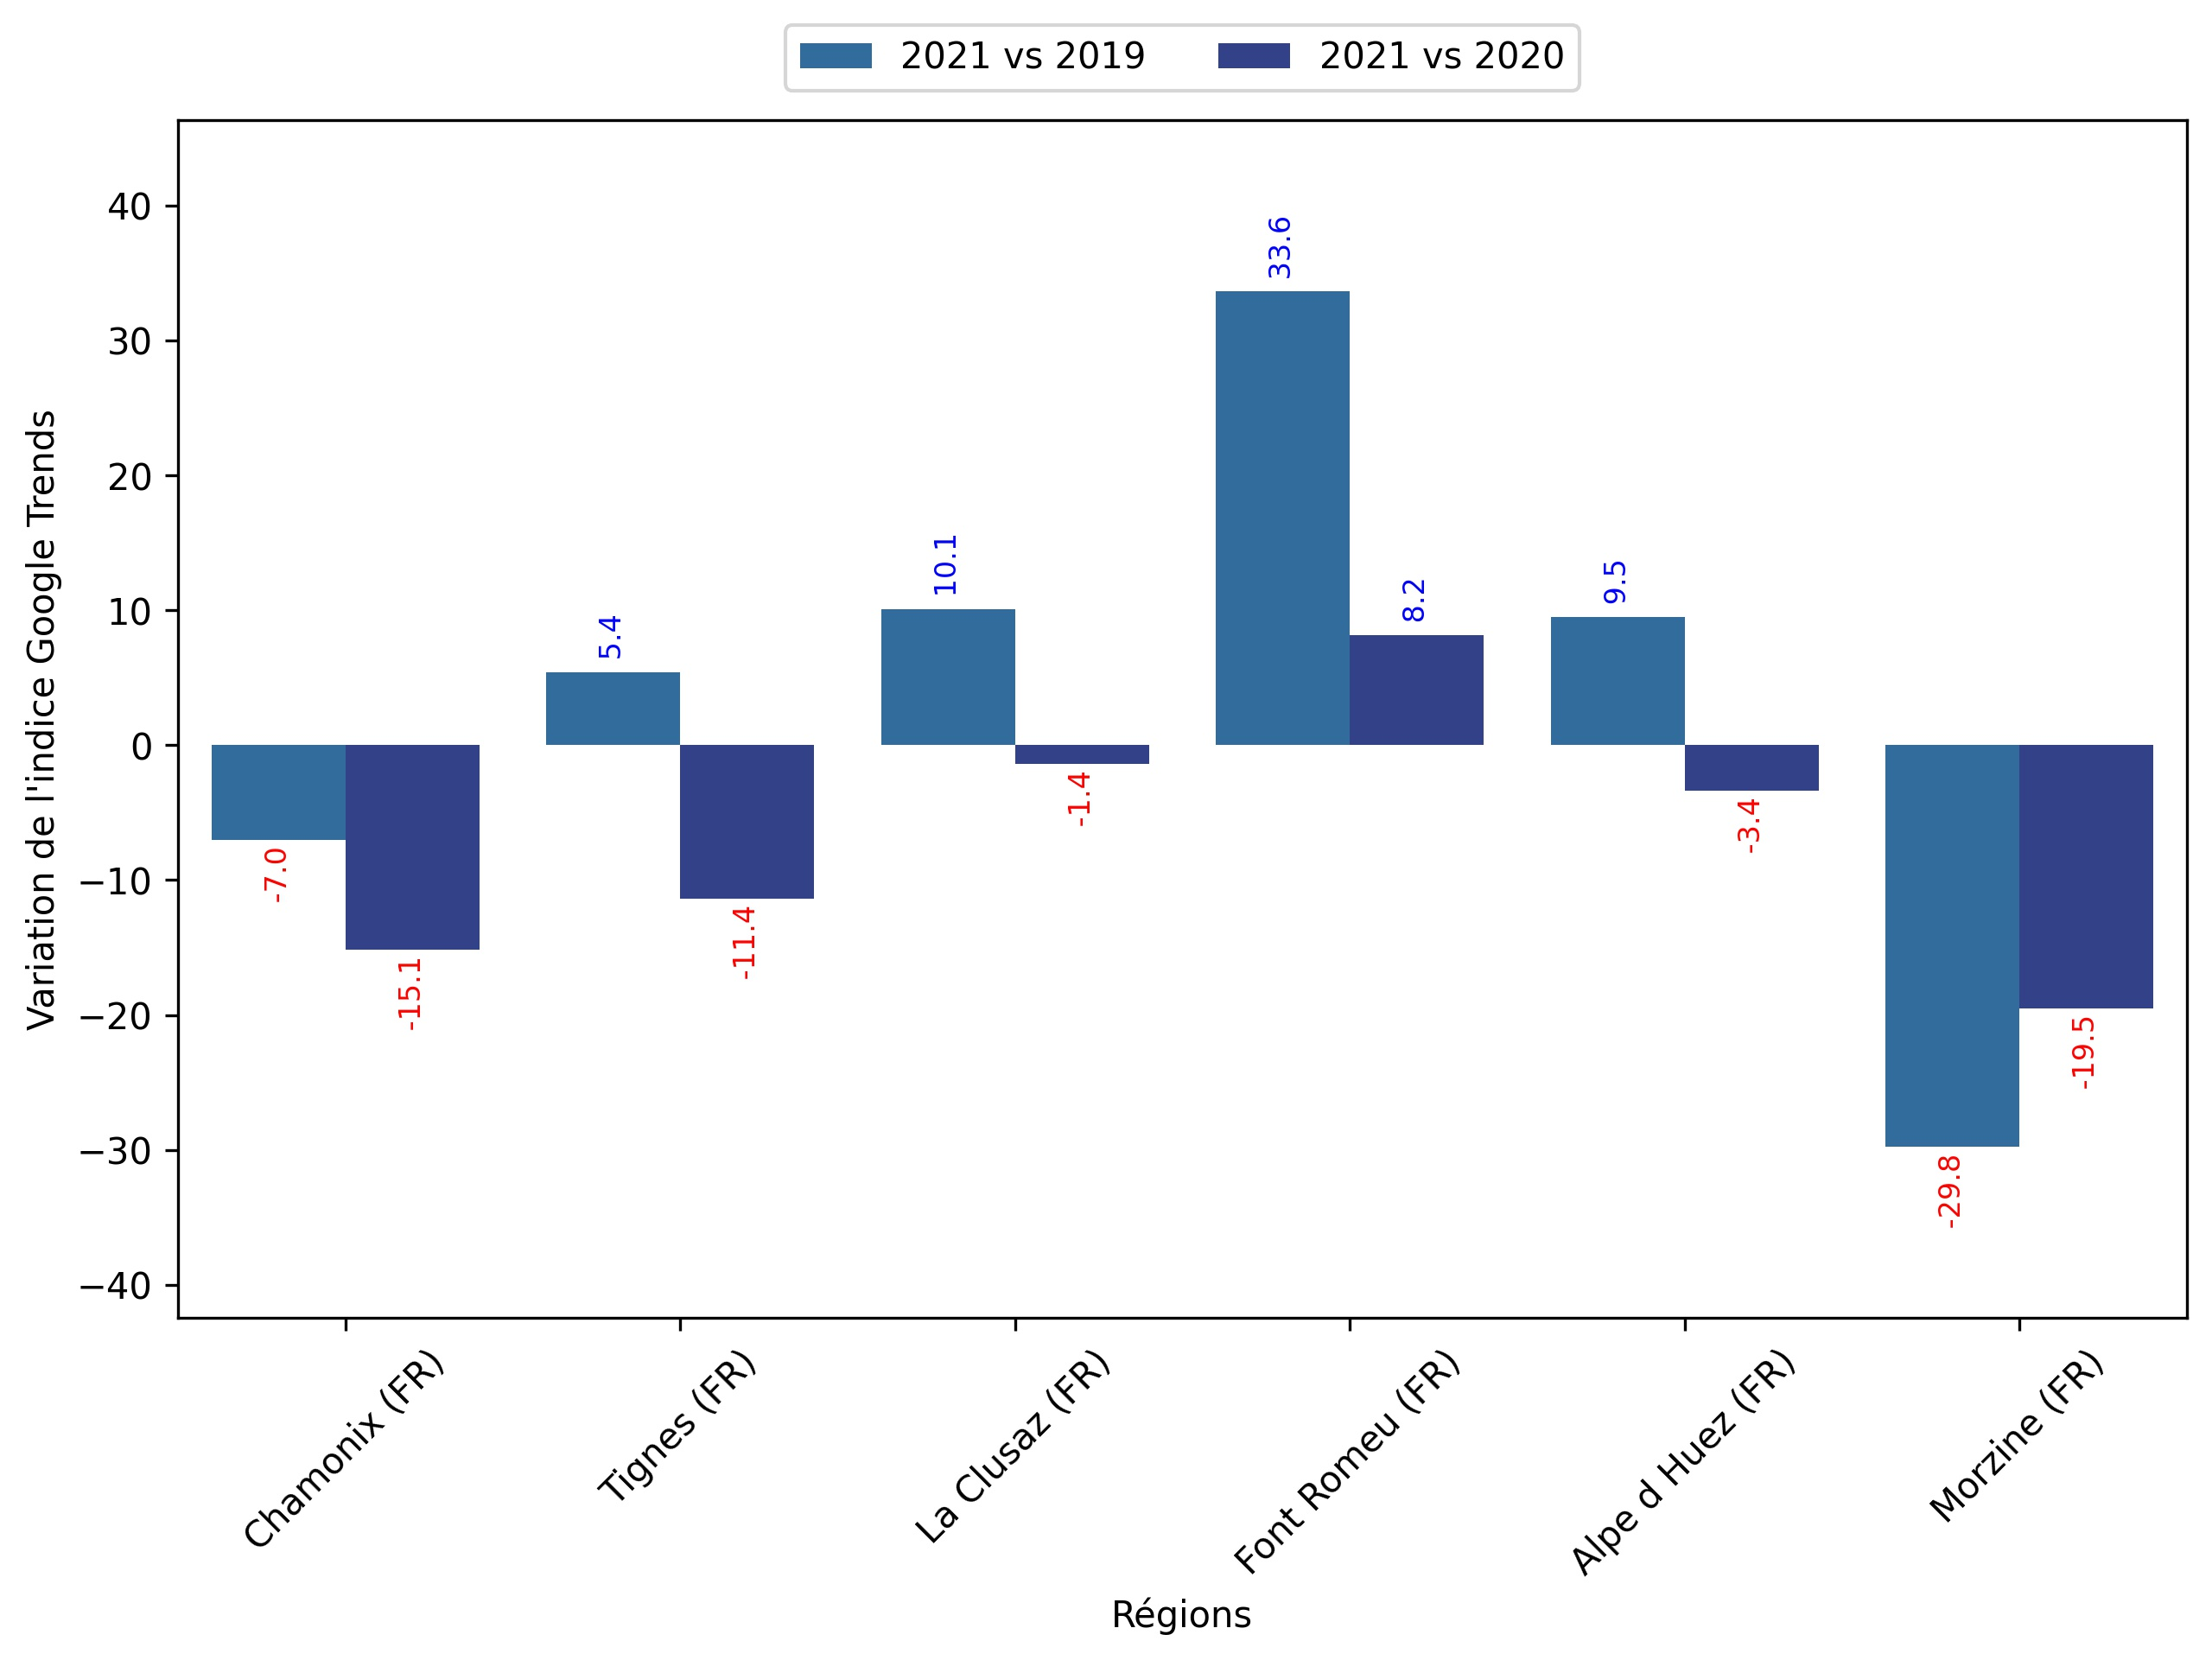 2021 vs 2019 2021 vs 2020
Variation de l'indice Google Trends
40
30
20
10
0
−10
−20
−30
−40
-7.0
-15.1
5.4
-11.4
10.1
-1.4
33.6
8.2
9.5
-3.4
-29.8
-19.5
Chamonix (FR)
Tignes (FR)
La Clusaz (FR)
Font Romeu (FR)
Alpe d Huez (FR)
Morzine (FR)
Régions